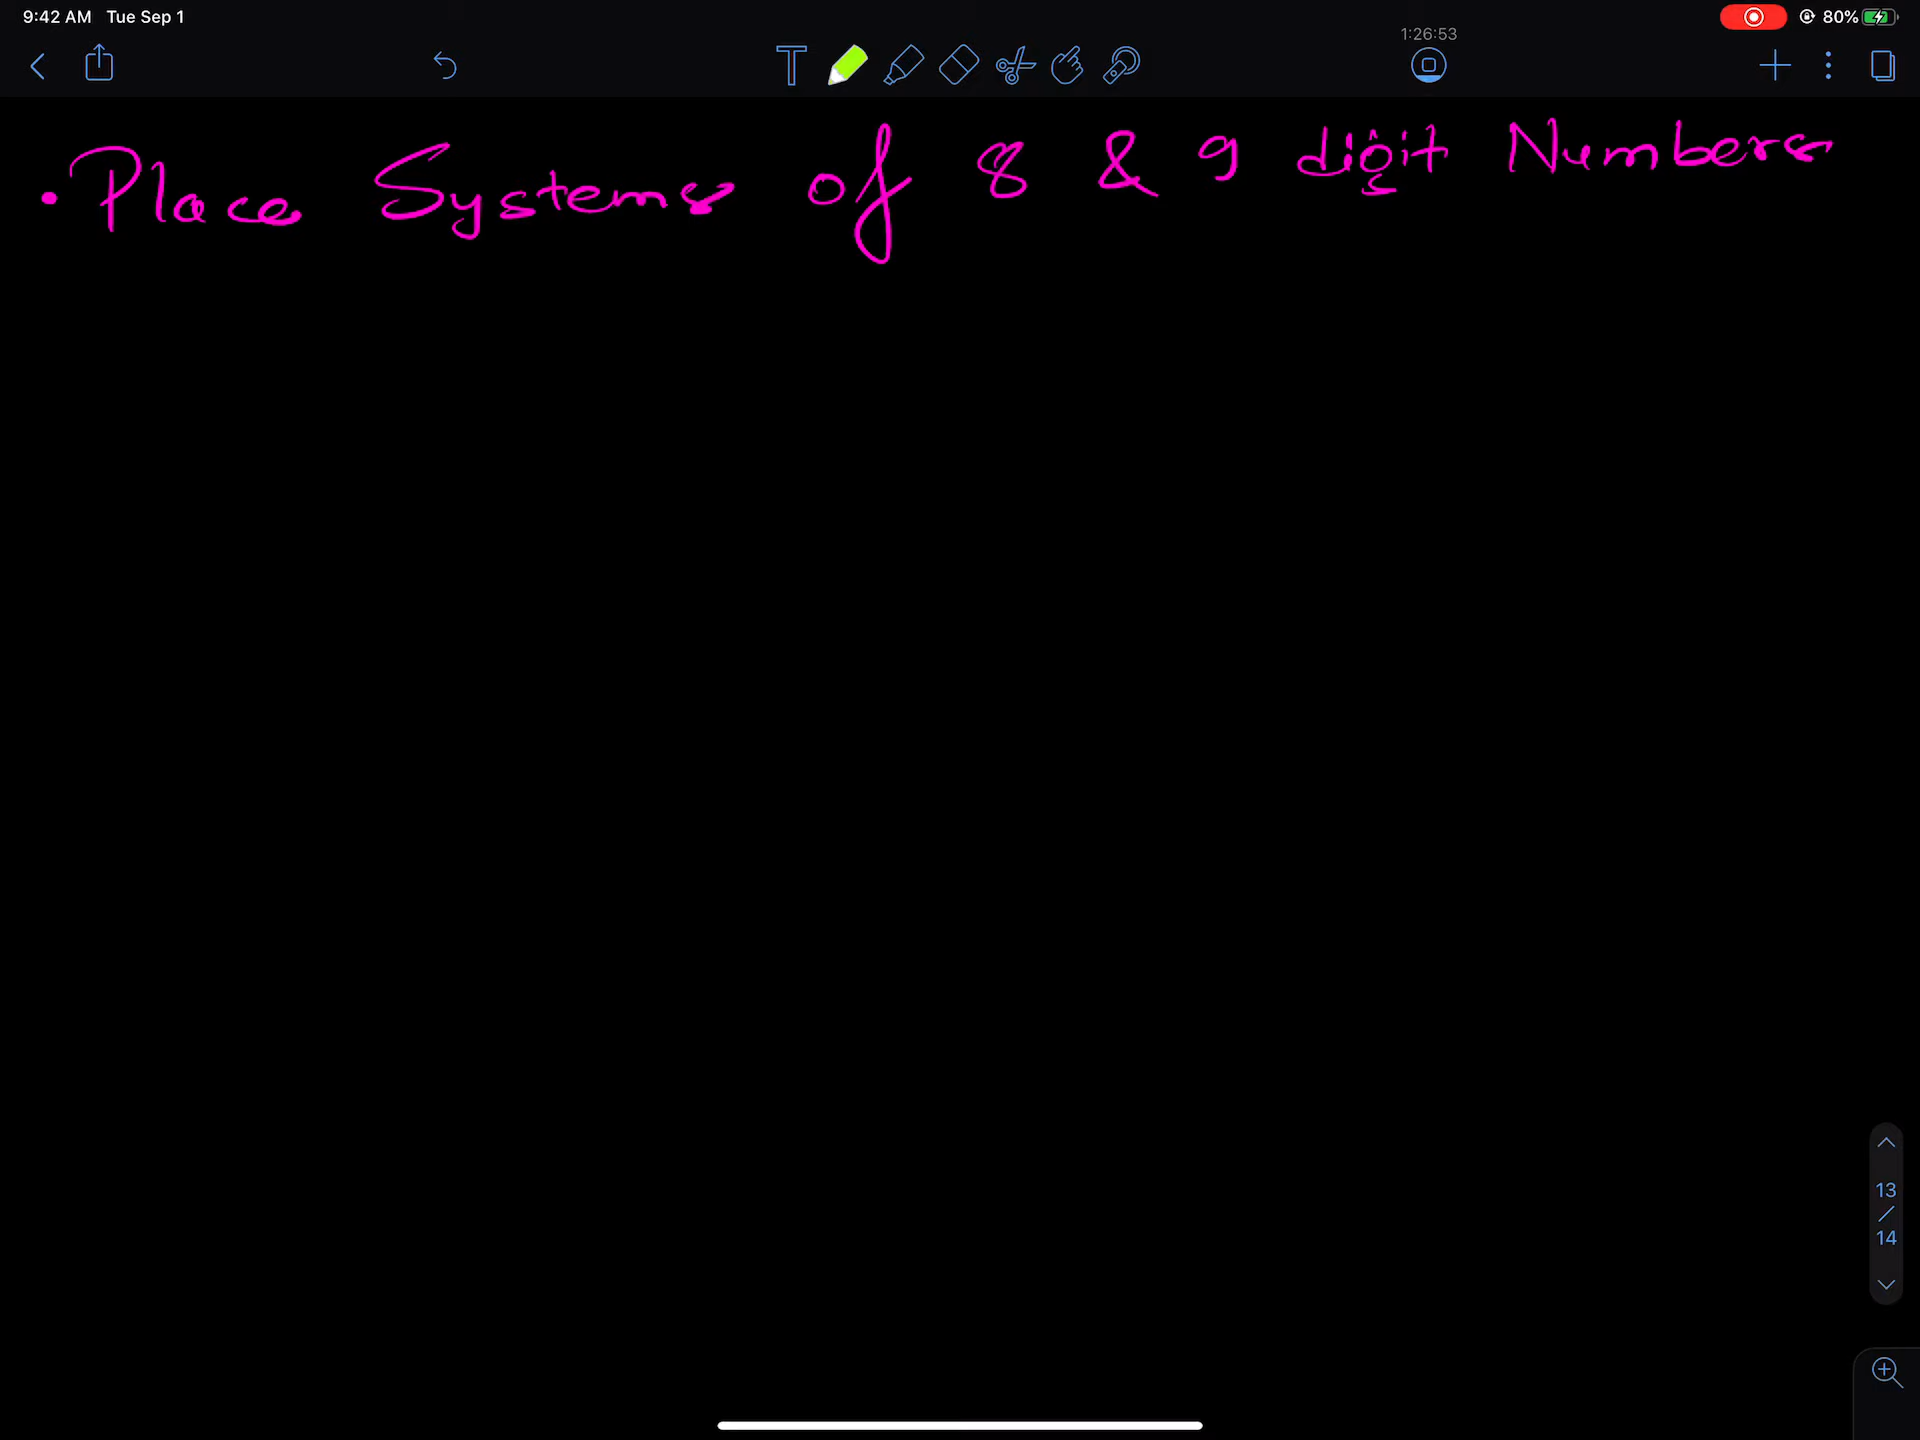 9:42 AM Tue Sep 1
80%
1:26:53
• Place Systems of 8 & 9 digit Numbers
13
/
14